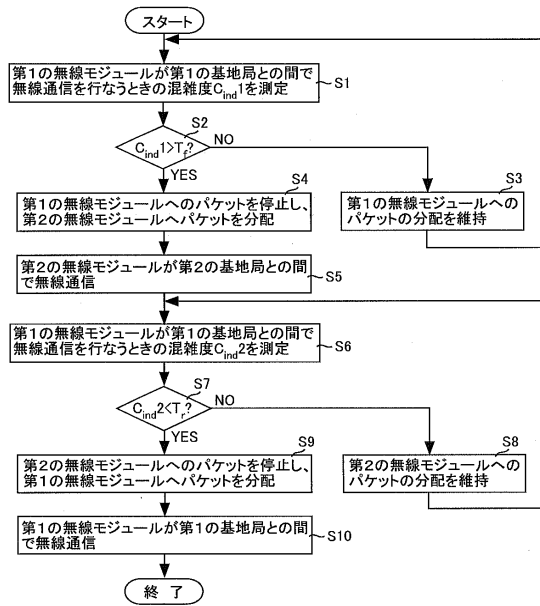 スタート
第1の無線モジュールが第1の基地局との間で
無線通信を行なうときの混雑度Cind1を測定
S1
S2
Cind1>Tf?
NO
YES
S4
第1の無線モジュールへのパケットを停止し、
第2の無線モジュールへパケットを分配
S3
第1の無線モジュールへの
パケットの分配を維持
第2の無線モジュールが第2の基地局との間
で無線通信
S5
第1の無線モジュールが第1の基地局との間で
無線通信を行なうときの混雑度Cind2を測定
S6
S7
Cind2<Tr?
NO
YES
S9
第2の無線モジュールへのパケットを停止し、
第1の無線モジュールへパケットを分配
S8
第2の無線モジュールへの
パケットの分配を維持
第1の無線モジュールが第1の基地局との間
で無線通信
S10
終 了